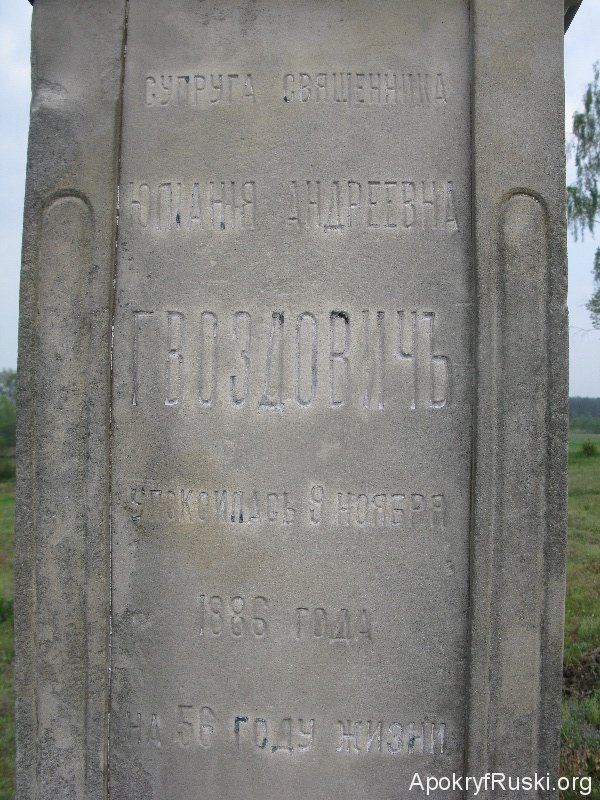 СУПРУГА СВЯЩЕННИКА
ЮЛІАНІЯ АНДРЕЕВНА
ГВОЗДОВИЧЪ
УПОКОИЛАСЬ 9 НОЯБРЯ
1886 ГОДА
НА 56 ГОДУ ЖИЗНИ
ApokryfRuski.org